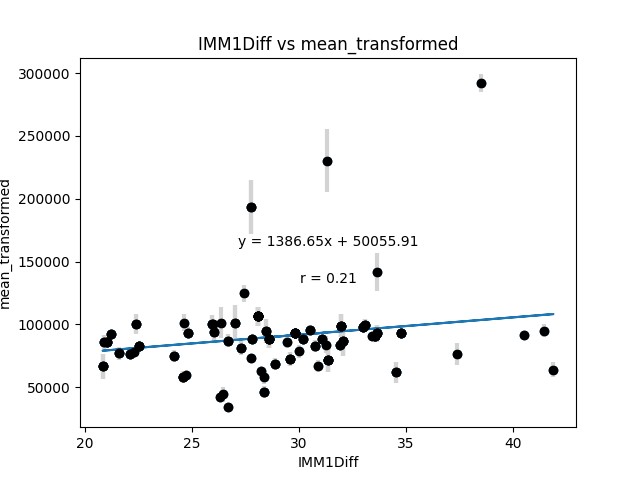 IMM1Diff vs mean_transformed
300000
250000
200000
150000
100000
50000
mean_transformed
y = 1386.65x + 50055.91
r = 0.21
20 25 30 35 40
IMM1Diff